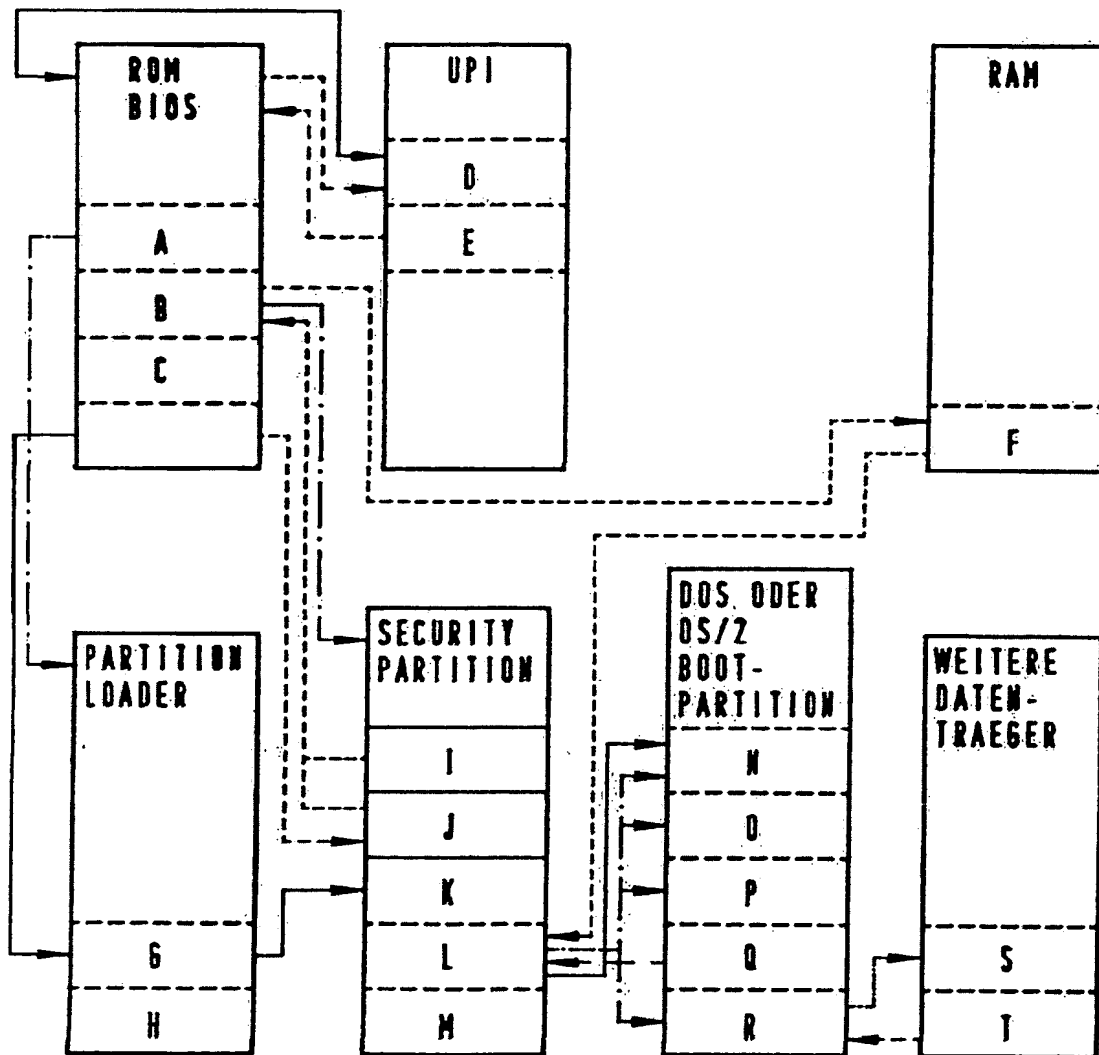 ROM
BIOS
A
B
C
UPI
D
E
RAM
F
PARTITION
LOADER
G
H
SECURITY
PARTITION
I
J
K
L
M
DOS ODER
OS/2
BOOT-
PARTITION
N
O
P
Q
R
WEITERE
DATEN-
TRAEGER
S
T